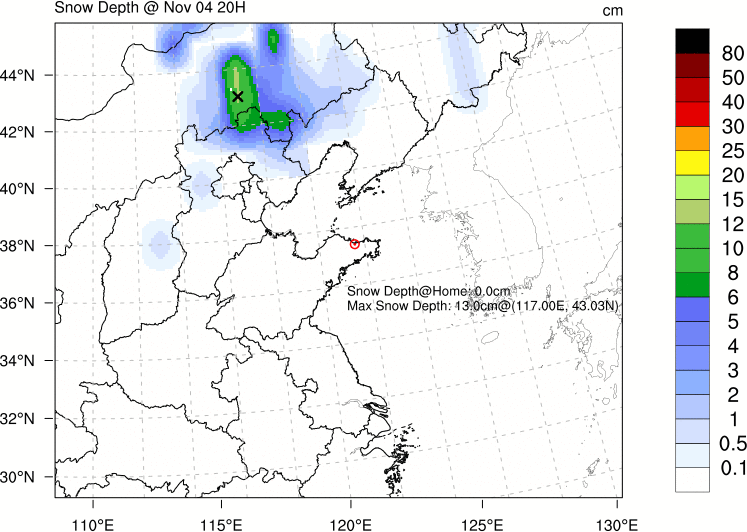 Snow Depth @ Nov 04 20H
cm
44°N
42°N
40°N
38°N
36°N
34°N
32°N
30°N
Snow Depth@Home: 0.0cm
Max Snow Depth: 13.0cm@(117.00E, 43.03N)
110°E
115°E
120°E
125°E
130°E
80
50
40
30
25
20
15
12
10
8
6
5
4
3
2
1
0.5
0.1